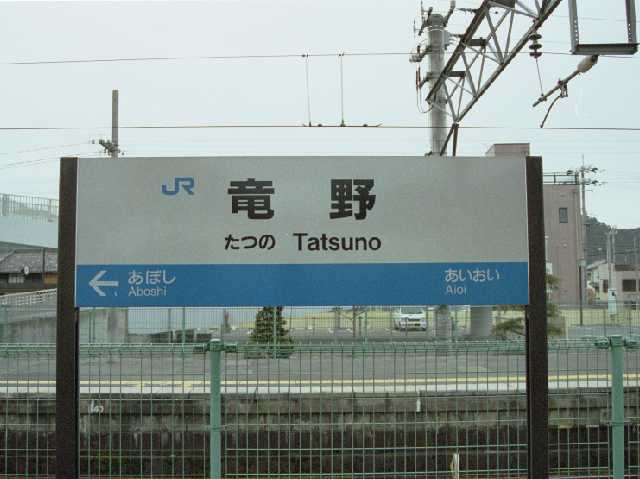 JR 竜野
たつの Tatsuno
← あぼし あいおい
Aboshi Aioi